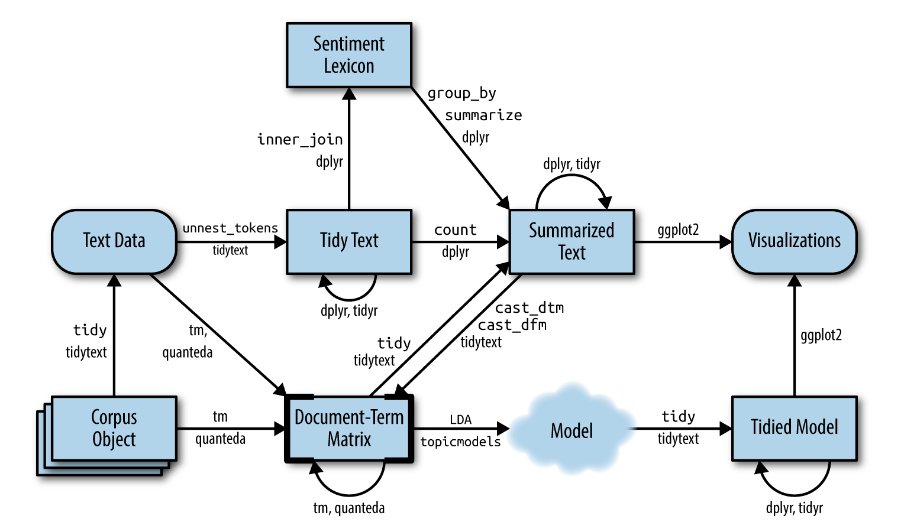 Sentiment
Lexicon
group_by
summarize
dplyr
inner_join
dplyr
dplyr, tidyr
Text Data
unnest_tokens
tidytext
Tidy Text
count
dplyr
Summarized
Text
ggplot2
Visualizations
dplyr, tidyr
tidy
tidytext
tm,
quanteda
tidy
tidytext
cast_dtm
cast_dfm
tidytext
ggplot2
Corpus
Object
tm
quanteda
Document-Term
Matrix
LDA
topicmodels
Model
tidy
tidytext
Tidied Model
tm, quanteda
dplyr, tidyr